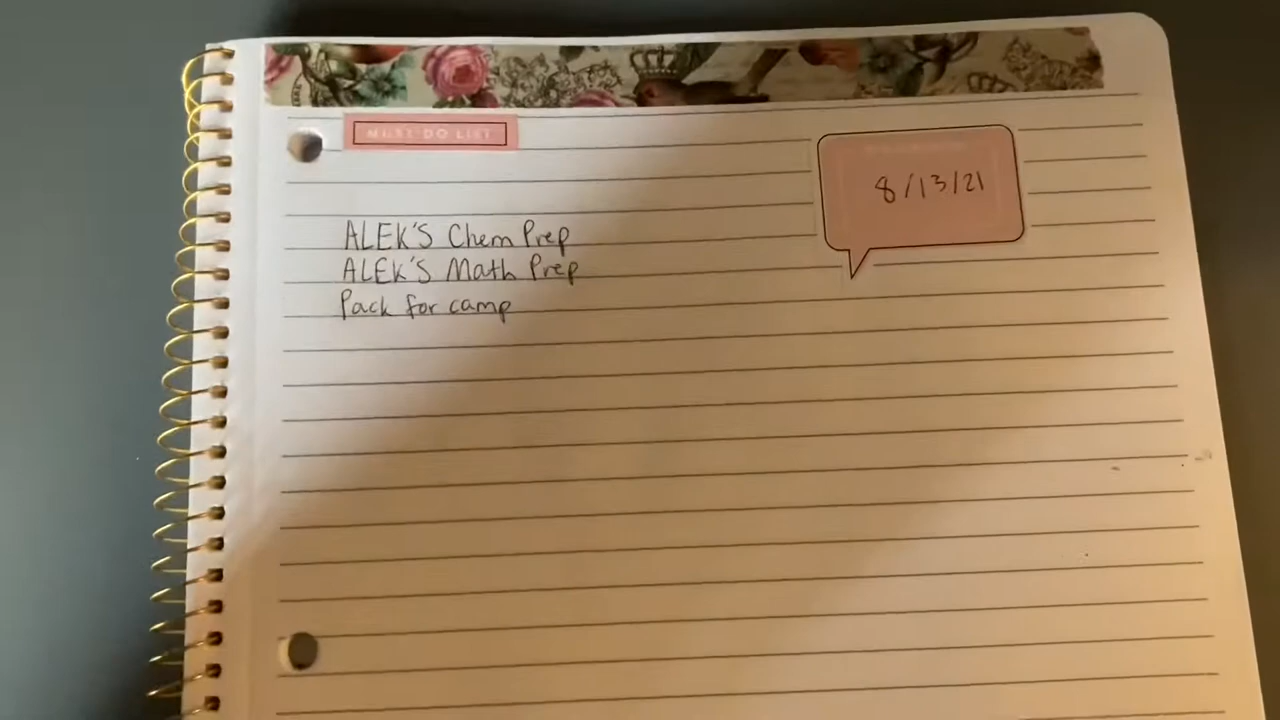 MUST DO LIST
8/13/21
ALEK'S Chem Prep
ALEK'S Math Prep
Pack for camp